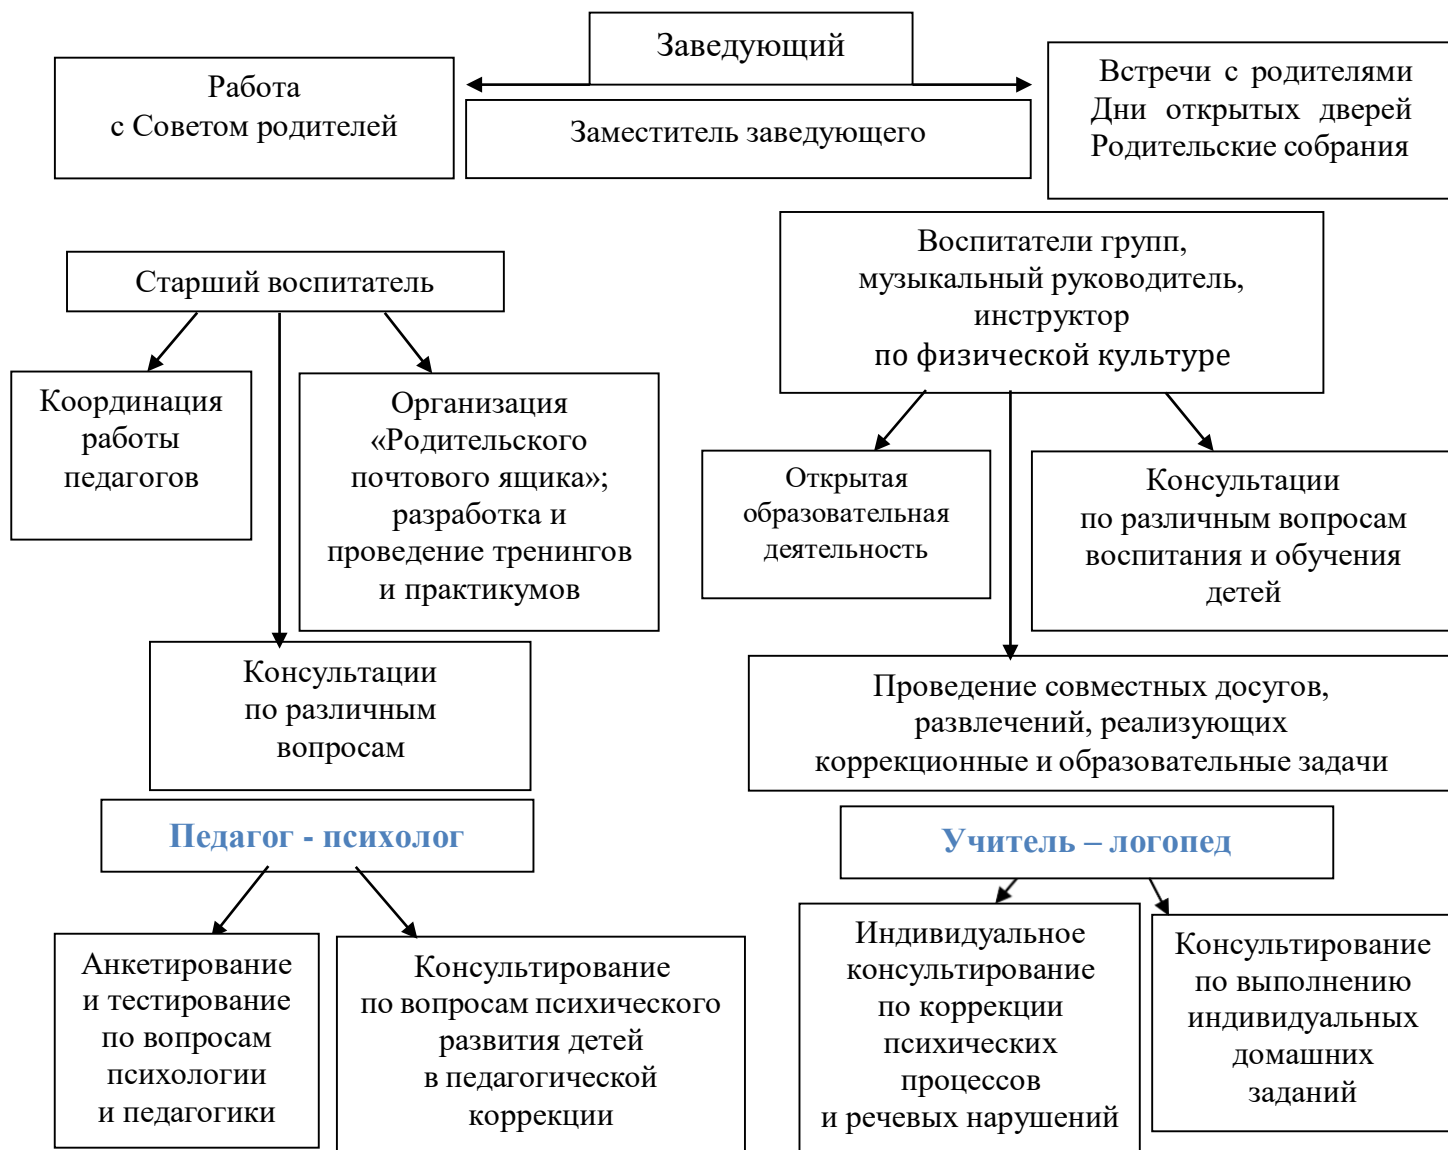 Заведующий
Работа
с Советом родителей
Заместитель заведующего
Встречи с родителями
Дни открытых дверей
Родительские собрания
Старший воспитатель
Воспитатели групп,
музыкальный руководитель,
инструктор
по физической культуре
Координация
работы
педагогов
Организация
«Родительского
почтового ящика»;
разработка и
проведение тренингов
и практикумов
Открытая
образовательная
деятельность
Консультации
по различным вопросам
воспитания и обучения
детей
Консультации
по различным
вопросам
Проведение совместных досугов,
развлечений, реализующих
коррекционные и образовательные задачи
Педагог - психолог
Учитель – логопед
Анкетирование
и тестирование
по вопросам
психологии
и педагогики
Консультирование
по вопросам психического
развития детей
в педагогической
коррекции
Индивидуальное
консультирование
по коррекции
психических
процессов
и речевых нарушений
Консультирование
по выполнению
индивидуальных
домашних
заданий